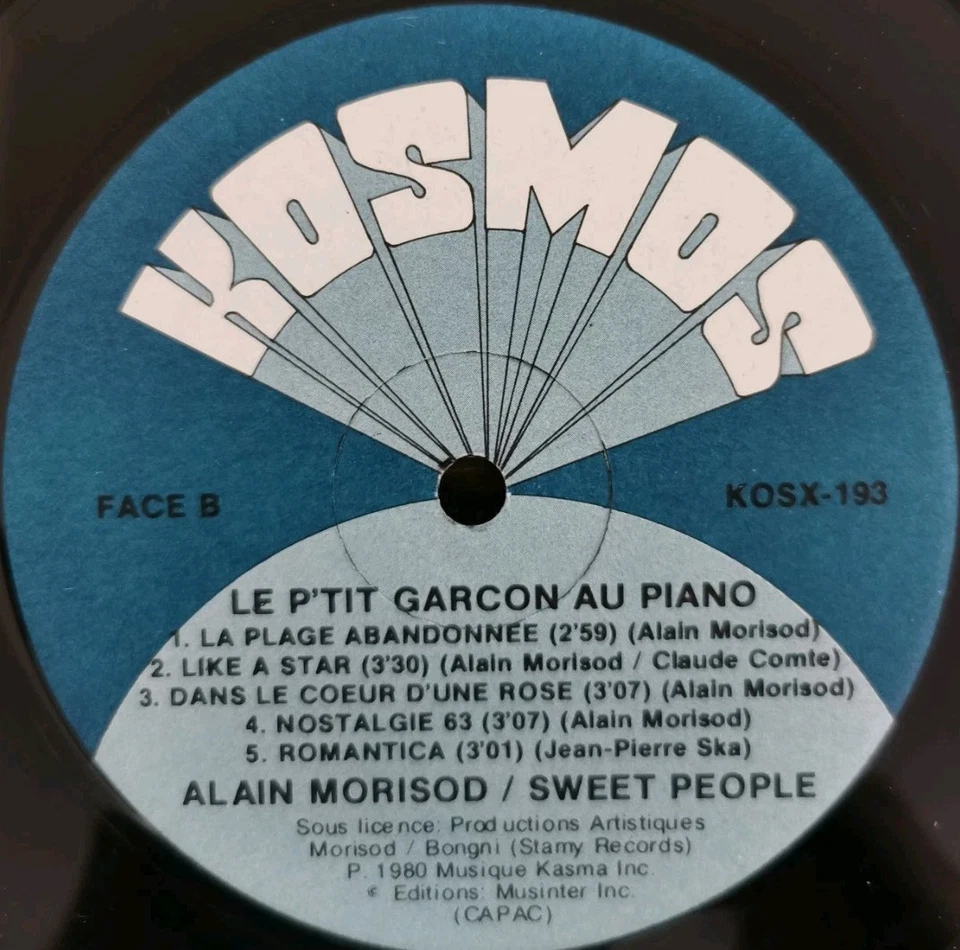 KOSMOS
FACE B
KOSX-193
LE P'TIT GARCON AU PIANO
1. LA PLAGE ABANDONNÉE (2'59) (Alain Morisod)
2. LIKE A STAR (3'30) (Alain Morisod / Claude Comte)
3. DANS LE COEUR D'UNE ROSE (3'07) (Alain Morisod)
4. NOSTALGIE 63 (3'07) (Alain Morisod)
5. ROMANTICA (3'01) (Jean-Pierre Ska)
ALAIN MORISOD / SWEET PEOPLE
Sous licence: Productions Artistiques
Morisod / Bongni (Stamy Records)
P. 1980 Musique Kasma Inc.
© Editions: Musinter Inc.
(CAPAC)